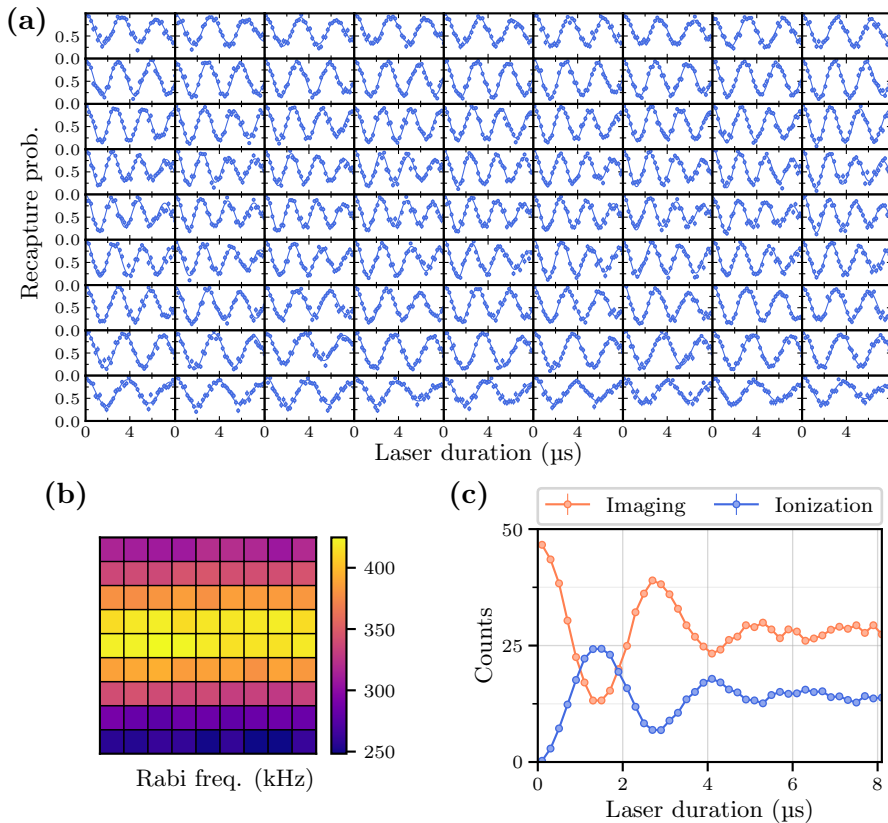 (a)
Recapture prob.
0.5
0.0
0.5
0.0
0.5
0.0
0.5
0.0
0.5
0.0
0.5
0.0
0.5
0.0
0.5
0.0
0.5
0.0
0 4 0 4 0 4 0 4 0 4 0 4 0 4 0 4 0 4
Laser duration (µs)
(b)
400
350
300
250
Rabi freq. (kHz)
(c)
Imaging Ionization
50
25
0
Counts
0 2 4 6 8
Laser duration (µs)